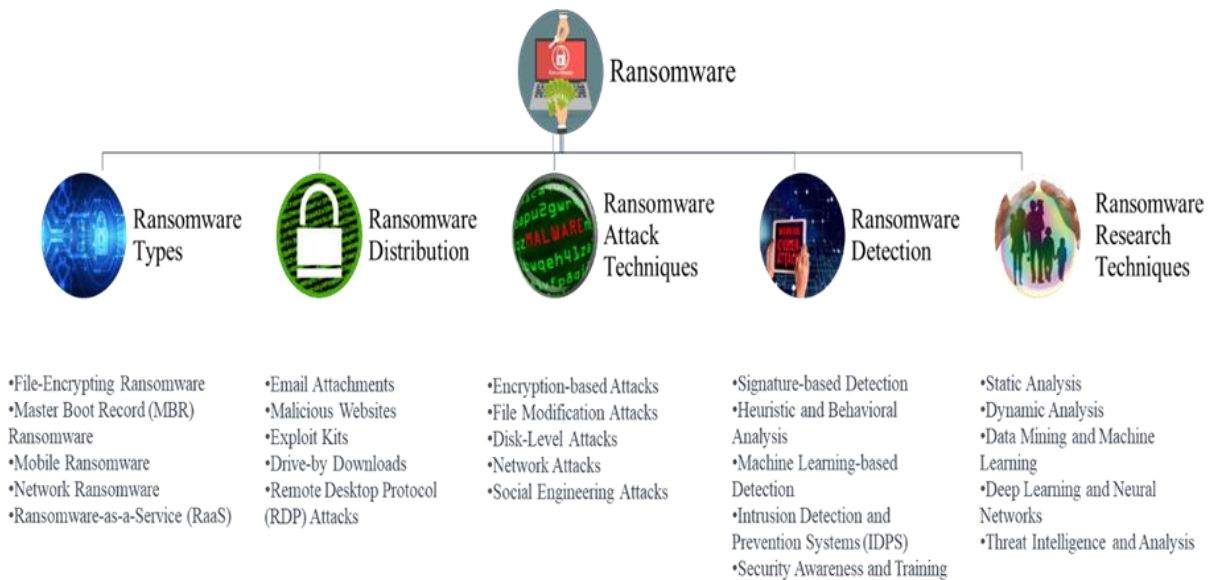 Ransomware
Ransomware
Types
Ransomware
Distribution
Ransomware
Attack
Techniques
Ransomware
Detection
Ransomware
Research
Techniques
MALWARE
•File-Encrypting Ransomware
•Master Boot Record (MBR)
Ransomware
•Mobile Ransomware
•Network Ransomware
•Ransomware-as-a-Service (RaaS)
•Email Attachments
•Malicious Websites
•Exploit Kits
•Drive-by Downloads
•Remote Desktop Protocol
(RDP) Attacks
•Encryption-based Attacks
•File Modification Attacks
•Disk-Level Attacks
•Network Attacks
•Social Engineering Attacks
•Signature-based Detection
•Heuristic and Behavioral
Analysis
•Machine Learning-based
Detection
•Intrusion Detection and
Prevention Systems (IDPS)
•Security Awareness and Training
•Static Analysis
•Dynamic Analysis
•Data Mining and Machine
Learning
•Deep Learning and Neural
Networks
•Threat Intelligence and Analysis